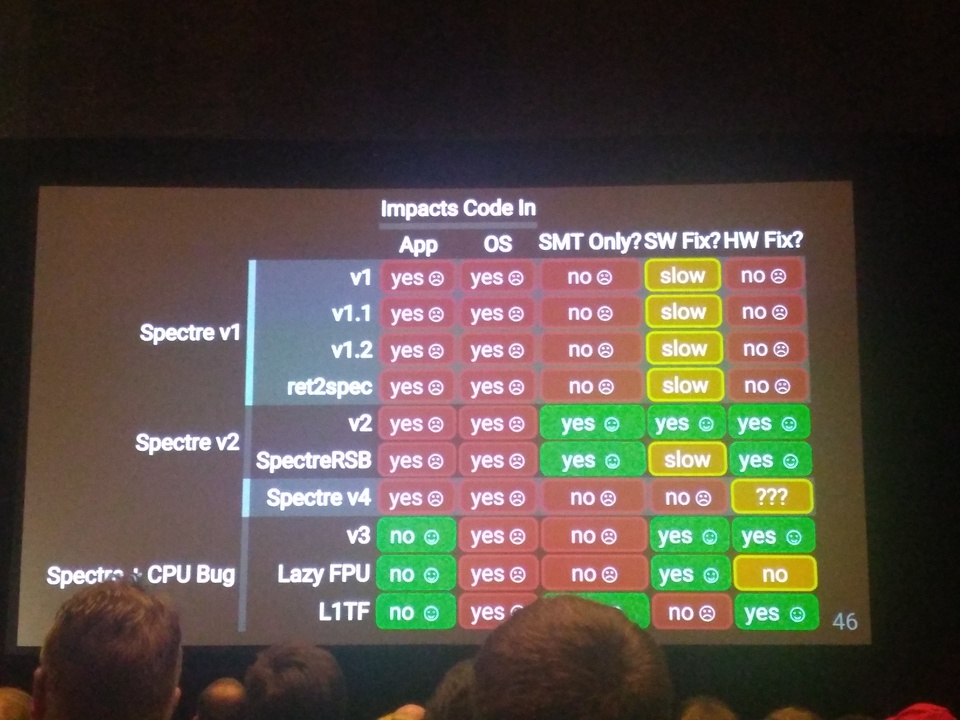 Impacts Code In
App OS SMT Only? SW Fix? HW Fix?
v1 yes ☹ yes ☹ no ☹ slow no ☹
Spectre v1 v1.1 yes ☹ yes ☹ no ☹ slow no ☹
v1.2 yes ☹ yes ☹ no ☹ slow no ☹
ret2spec yes ☹ yes ☹ no ☹ slow no ☹
Spectre v2 v2 yes ☹ yes ☹ yes ☺ yes ☺ yes ☺
SpectreRSB yes ☹ yes ☹ yes ☺ slow yes ☺
Spectre v4 yes ☹ yes ☹ no ☹ no ☹ ???
v3 no ☺ yes ☹ no ☹ yes ☺ yes ☺
Spectre + CPU Bug Lazy FPU no ☺ yes ☹ no ☹ yes ☺ no
L1TF no ☺ yes no ☹ yes ☺
46